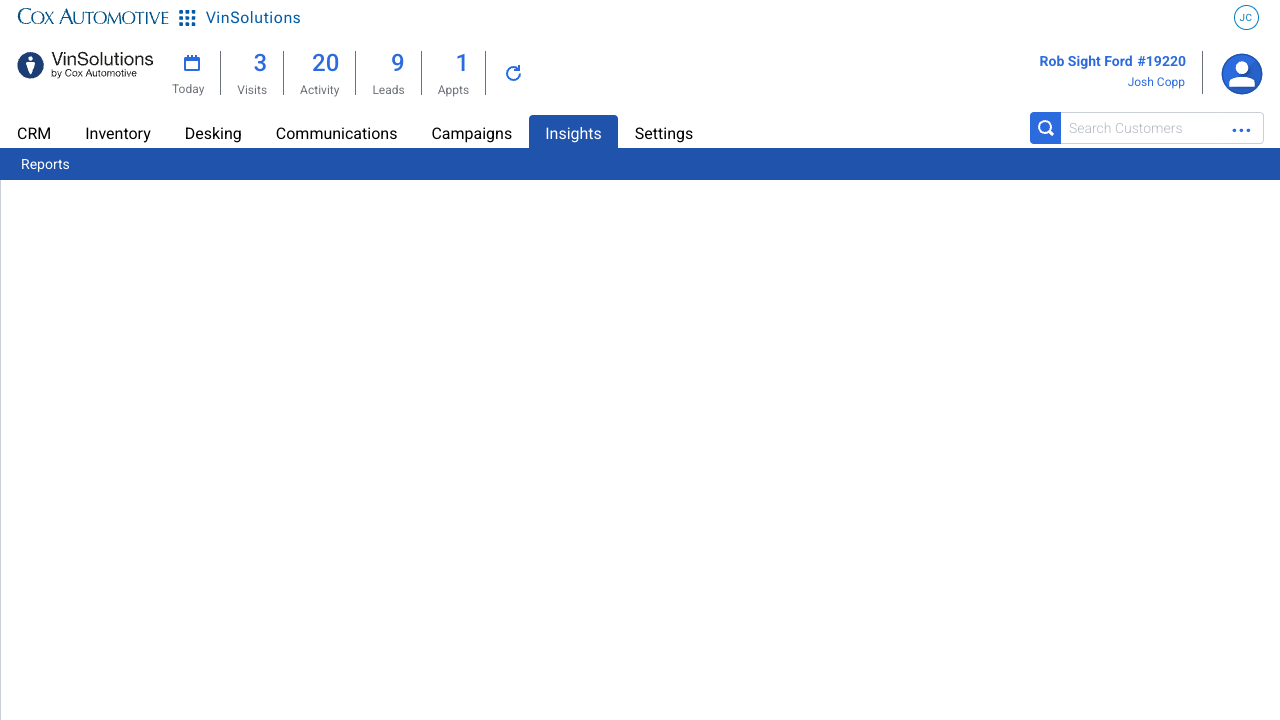 COX AUTOMOTIVE VinSolutions JC
VinSolutions
by Cox Automotive
Today
3
Visits
20
Activity
9
Leads
1
Appts
Rob Sight Ford #19220
Josh Copp
CRM Inventory Desking Communications Campaigns Insights Settings
Search Customers
Reports